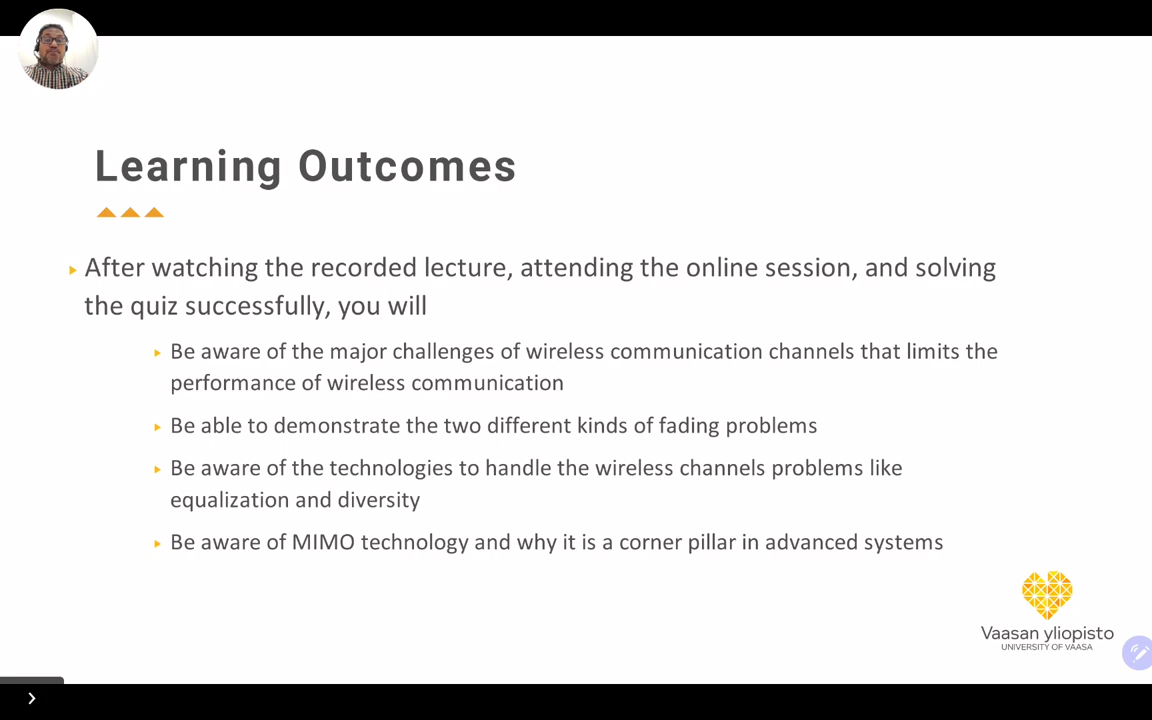 Learning Outcomes
After watching the recorded lecture, attending the online session, and solving
the quiz successfully, you will
Be aware of the major challenges of wireless communication channels that limits the
performance of wireless communication
Be able to demonstrate the two different kinds of fading problems
Be aware of the technologies to handle the wireless channels problems like
equalization and diversity
Be aware of MIMO technology and why it is a corner pillar in advanced systems
Vaasan yliopisto
UNIVERSITY OF VAASA